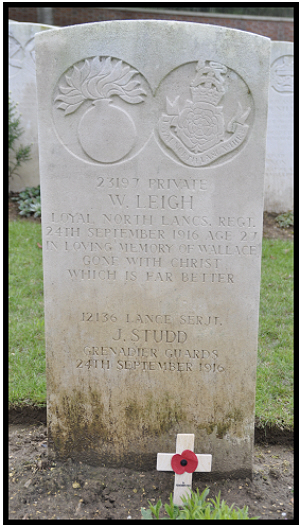 23197 PRIVATE
W. LEIGH
LOYAL NORTH LANCS. REGT.
24TH SEPTEMBER 1916 AGE 27
IN LOVING MEMORY OF WALLACE
GONE WITH CHRIST
WHICH IS FAR BETTER
12136 LANCE SERJT.
J. STUDD
GRENADIER GUARDS
24TH SEPTEMBER 1916